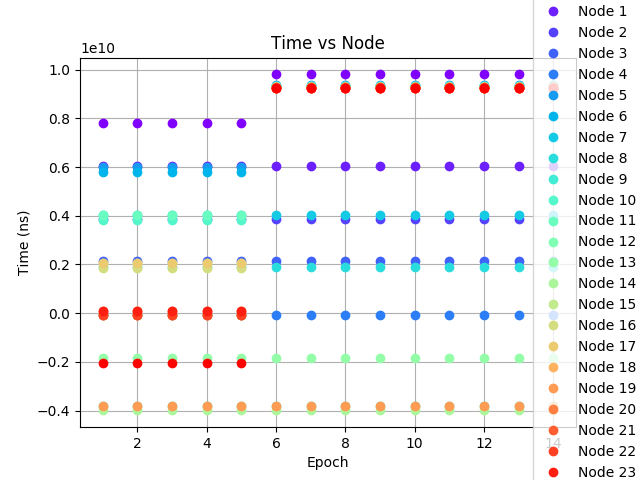 Time vs Node
1e10
1.0
0.8
0.6
0.4
0.2
0.0
−0.2
−0.4
Time (ns)
2
4
6
8
10
12
14
Epoch
Node 1
Node 2
Node 3
Node 4
Node 5
Node 6
Node 7
Node 8
Node 9
Node 10
Node 11
Node 12
Node 13
Node 14
Node 15
Node 16
Node 17
Node 18
Node 19
Node 20
Node 21
Node 22
Node 23